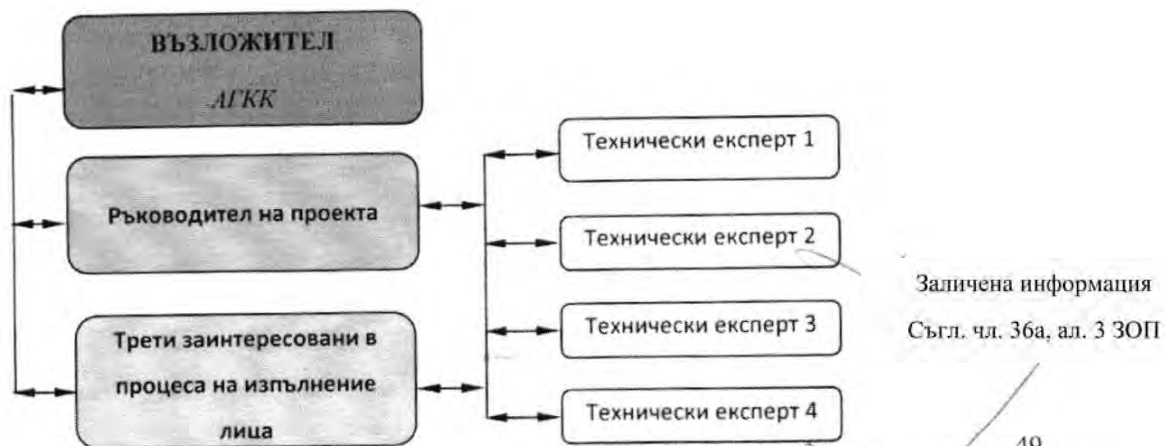 ВЪЗЛОЖИТЕЛ
АГКК
Ръководител на проекта
Трети заинтересовани в
процеса на изпълнение
лица
Технически експерт 1
Технически експерт 2
Технически експерт 3
Технически експерт 4
Заличена информация
Съгл. чл. 36а, ал. 3 ЗОП
49